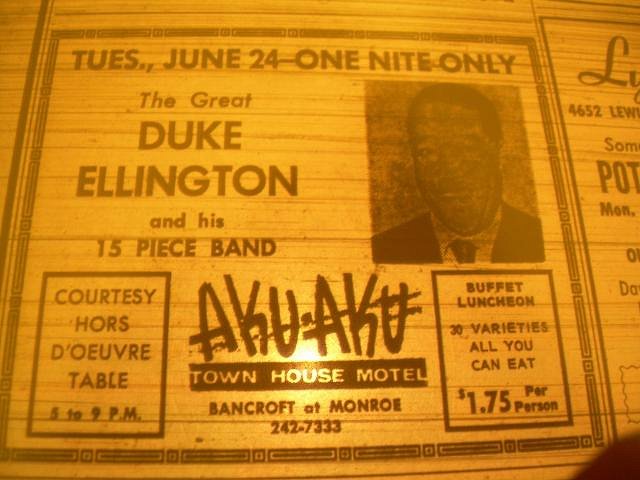 TUES., JUNE 24—ONE NITE ONLY
The Great
DUKE
ELLINGTON
and his
15 PIECE BAND
COURTESY
HORS
D'OEUVRE
TABLE
5 to 9 P.M.
AKU-AKU
TOWN HOUSE MOTEL
BANCROFT at MONROE
242-7333
BUFFET
LUNCHEON
30 VARIETIES
ALL YOU
CAN EAT
$1.75 Per Person
4652
Mon.